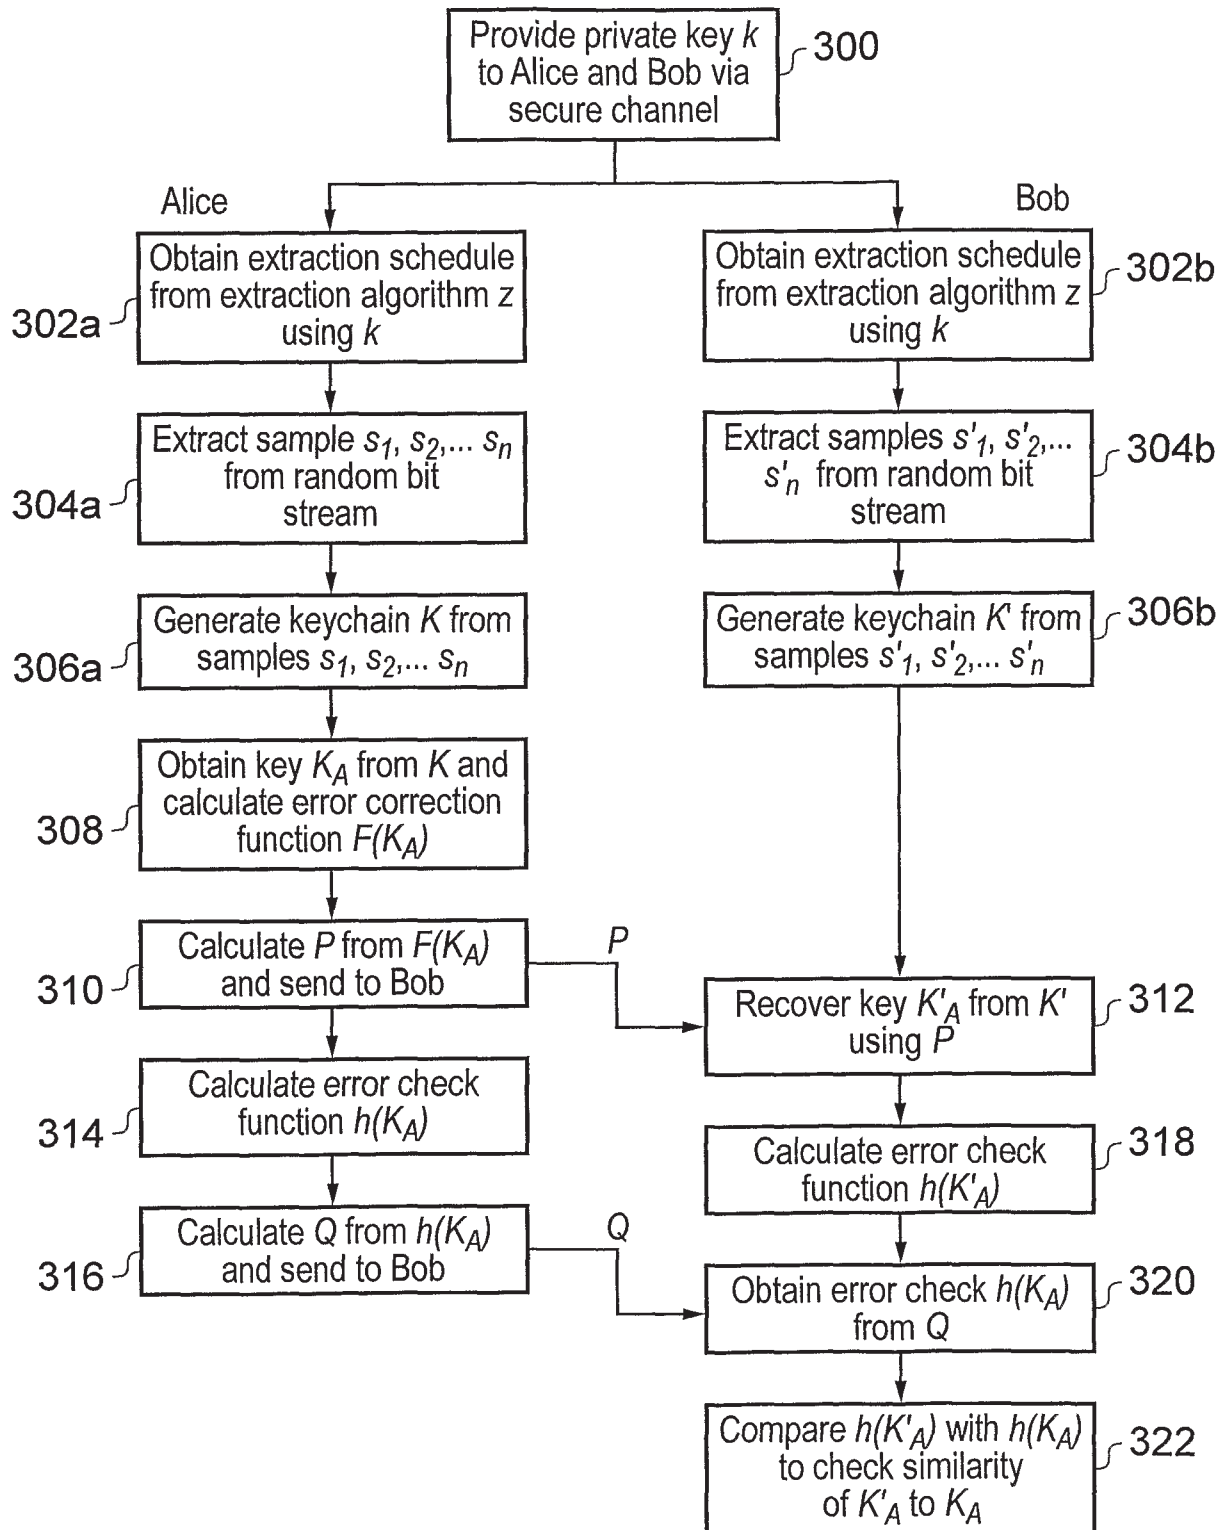 Provide private key k
to Alice and Bob via
secure channel
300
Alice
Bob
Obtain extraction schedule
from extraction algorithm z
using k
302a
Obtain extraction schedule
from extraction algorithm z
using k
302b
Extract sample s1, s2,... sn
from random bit
stream
304a
Extract samples s'1, s'2,...
s'n from random bit
stream
304b
Generate keychain K from
samples s1, s2,... sn
306a
Generate keychain K' from
samples s'1, s'2,... s'n
306b
Obtain key KA from K and
calculate error correction
function F(KA)
308
Calculate P from F(KA)
and send to Bob
310
P
Recover key K'A from K'
using P
312
Calculate error check
function h(KA)
314
Calculate error check
function h(K'A)
318
Calculate Q from h(KA)
and send to Bob
316
Q
Obtain error check h(KA)
from Q
320
Compare h(K'A) with h(KA)
to check similarity
of K'A to KA
322